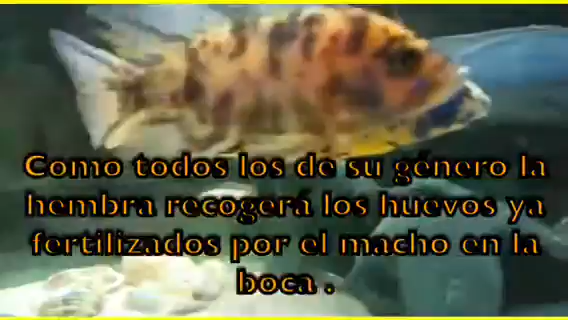 Como todos los de su género la
hembra recogerá los huevos ya
fertilizados por el macho en la
boca .